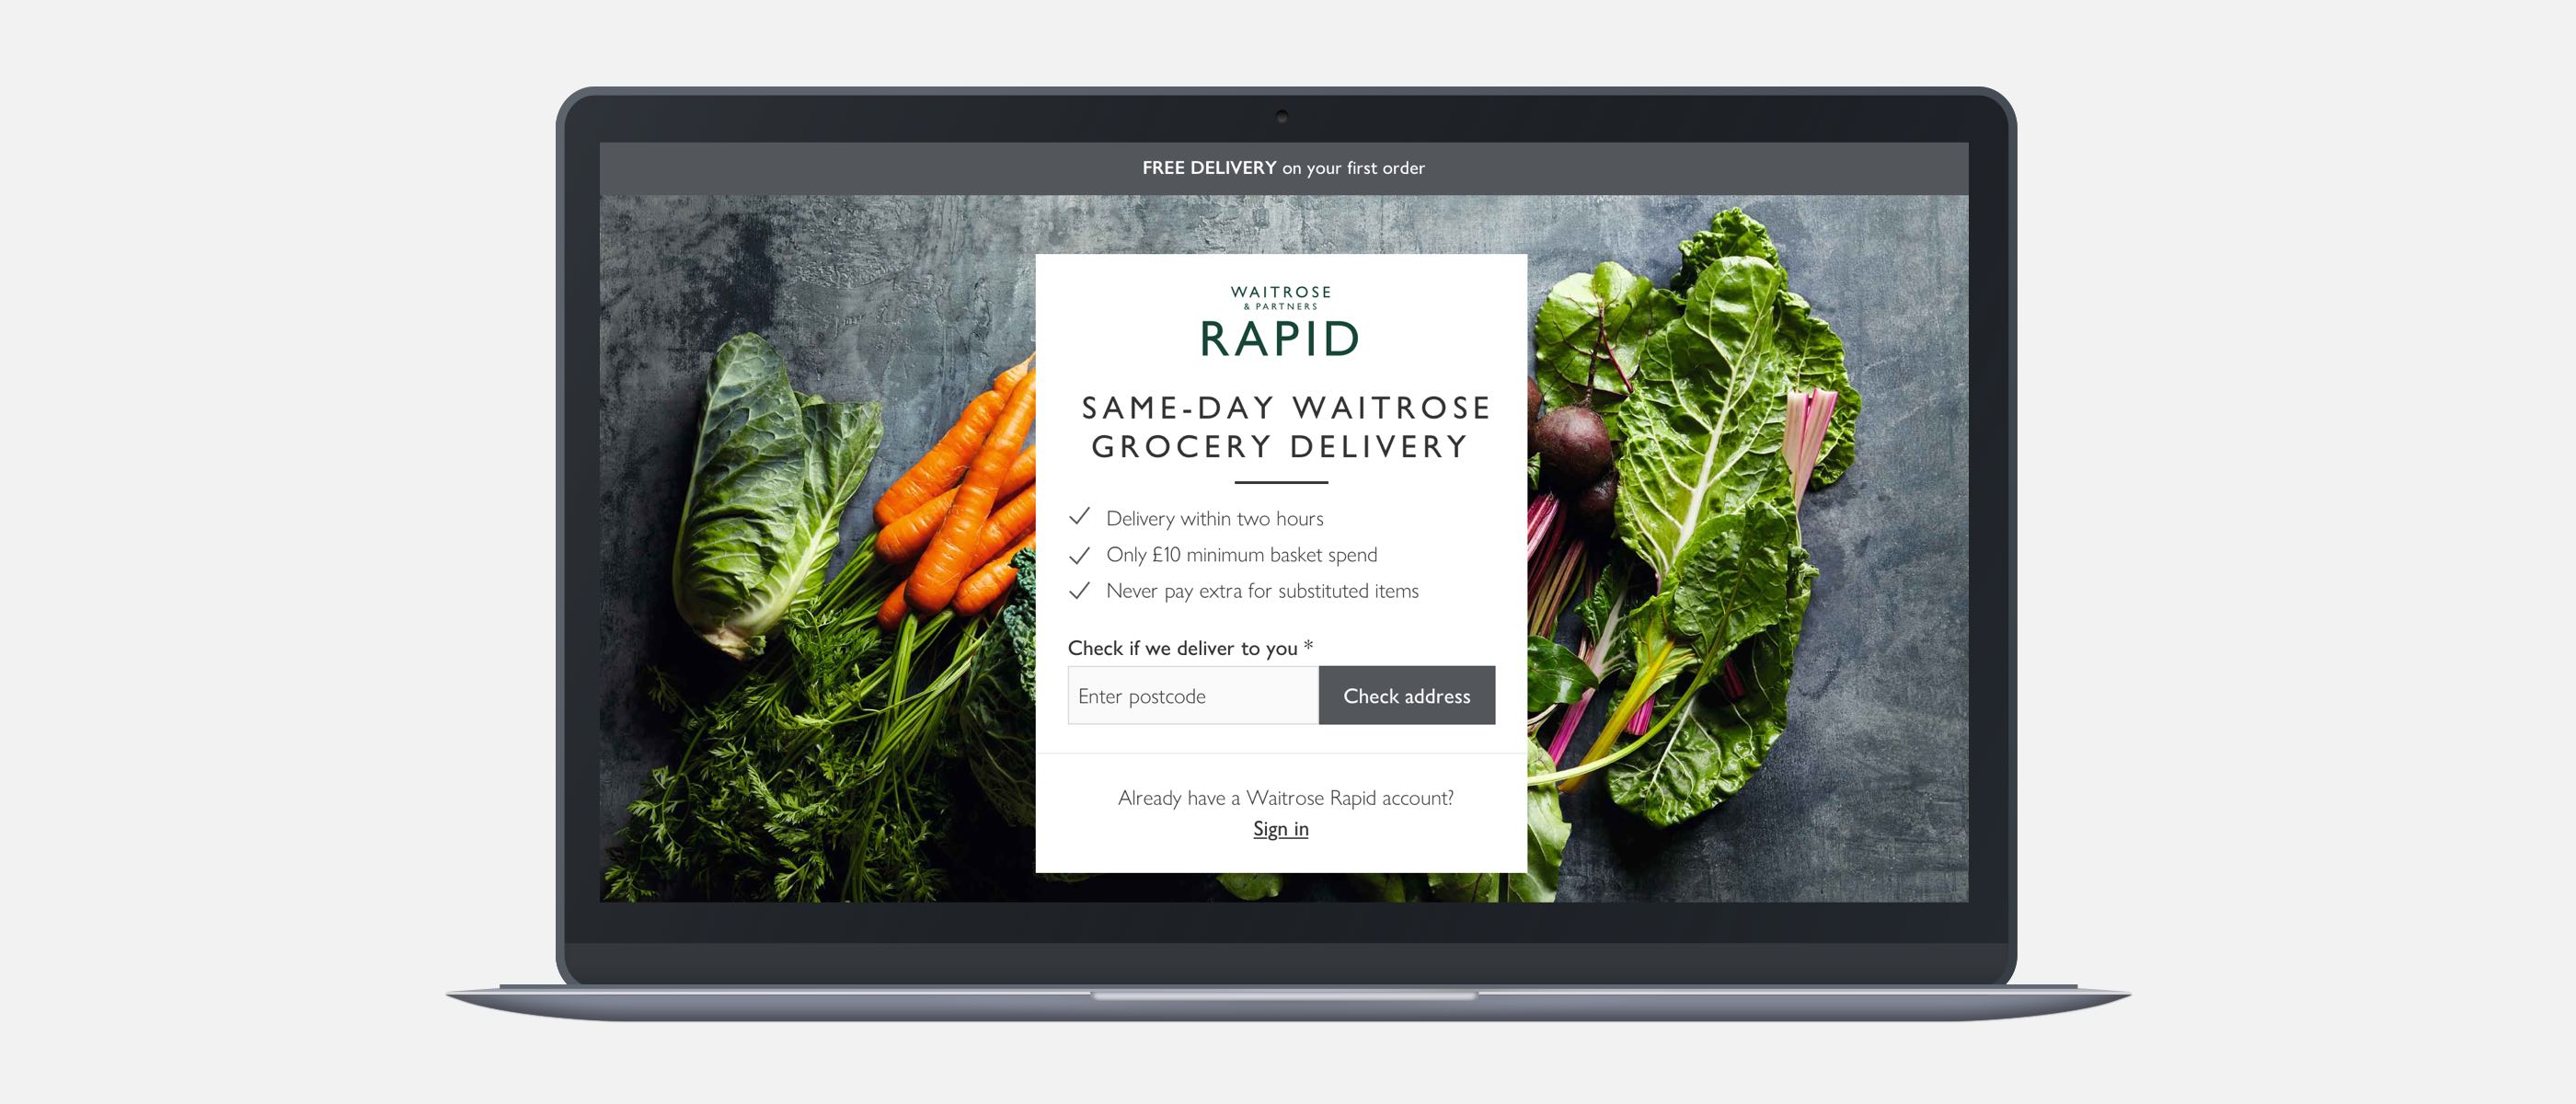 FREE DELIVERY on your first order
WAITROSE
& PARTNERS
RAPID
SAME-DAY WAITROSE
GROCERY DELIVERY
Delivery within two hours
Only £10 minimum basket spend
Never pay extra for substituted items
Check if we deliver to you *
Enter postcode
Check address
Already have a Waitrose Rapid account?
Sign in